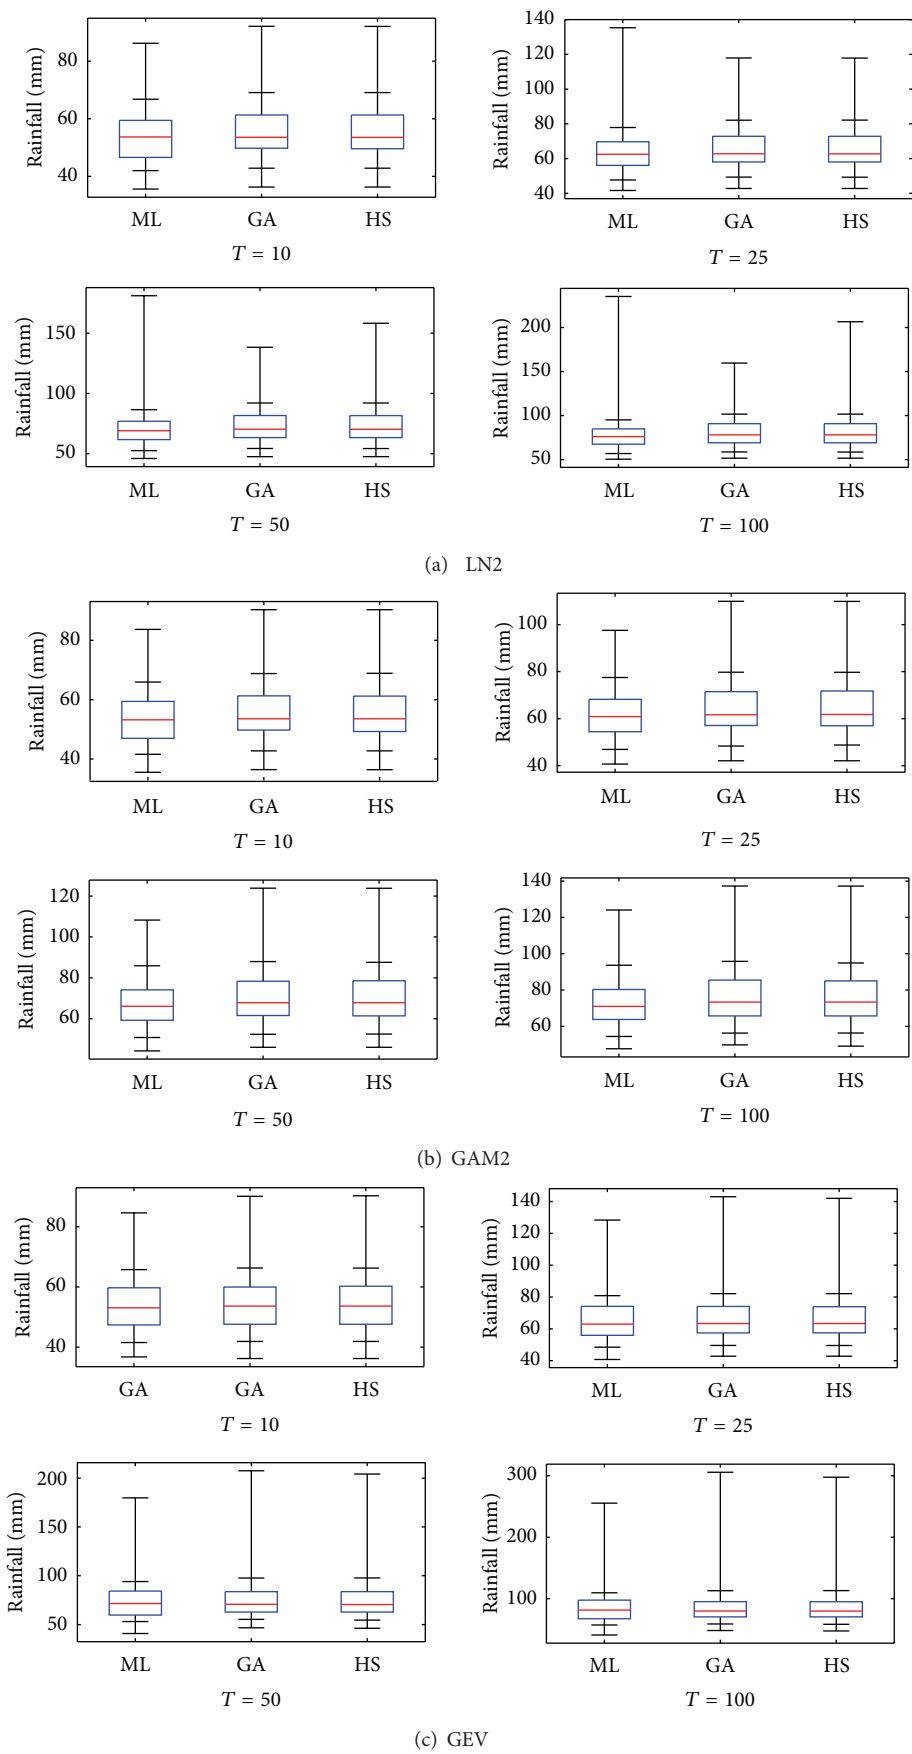 Rainfall (mm)
80
60
40
ML GA HS
T = 10
Rainfall (mm)
140
120
100
80
60
40
ML GA HS
T = 25
Rainfall (mm)
150
100
50
ML GA HS
T = 50
Rainfall (mm)
200
150
100
50
ML GA HS
T = 100
(a) LN2
Rainfall (mm)
80
60
40
ML GA HS
T = 10
Rainfall (mm)
100
80
60
40
ML GA HS
T = 25
Rainfall (mm)
120
100
80
60
ML GA HS
T = 50
Rainfall (mm)
140
120
100
80
60
ML GA HS
T = 100
(b) GAM2
Rainfall (mm)
80
60
40
GA GA HS
T = 10
Rainfall (mm)
140
120
100
80
60
40
ML GA HS
T = 25
Rainfall (mm)
200
150
100
50
ML GA HS
T = 50
Rainfall (mm)
300
200
100
ML GA HS
T = 100
(c) GEV